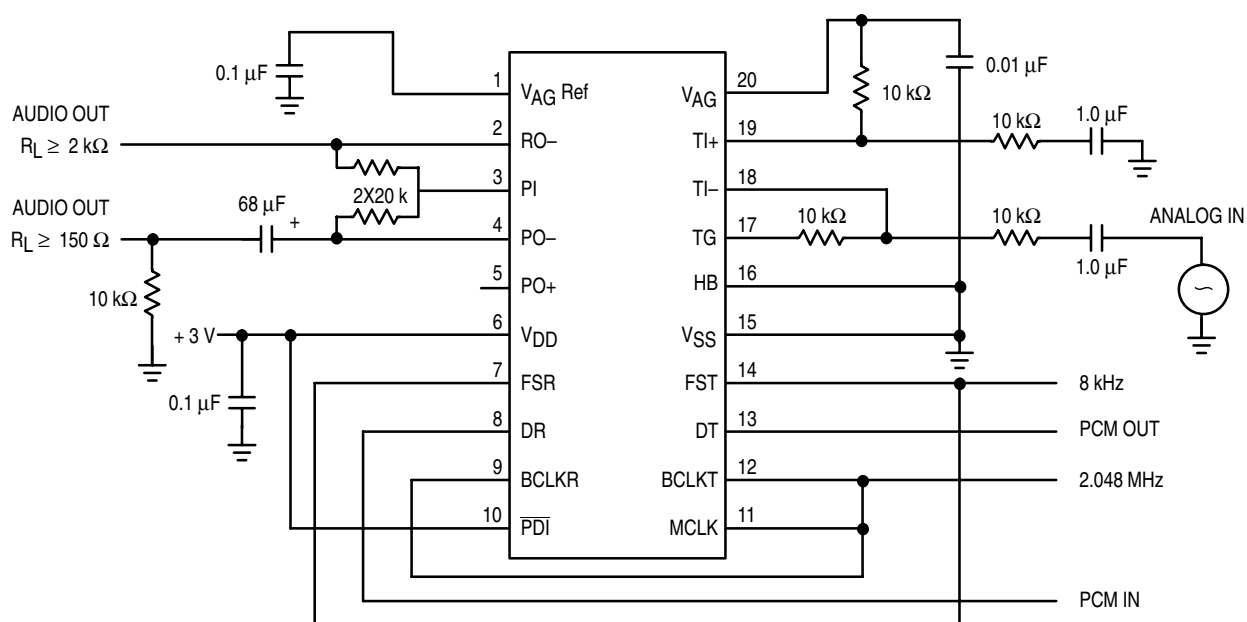 0.1 μF
AUDIO OUT
R_L ≥ 2 kΩ
AUDIO OUT
R_L ≥ 150 Ω
68 μF
+
10 kΩ
2X20 k
+ 3 V
0.1 μF
1 V_AG Ref
2 RO–
3 PI
4 PO–
5 PO+
6 V_DD
7 FSR
8 DR
9 BCLKR
10 P̅D̅I̅
V_AG 20
TI+ 19
TI– 18
TG 17
HB 16
V_SS 15
FST 14
DT 13
BCLKT 12
MCLK 11
10 kΩ
0.01 μF
10 kΩ
1.0 μF
10 kΩ
10 kΩ
1.0 μF
ANALOG IN
8 kHz
PCM OUT
2.048 MHz
PCM IN